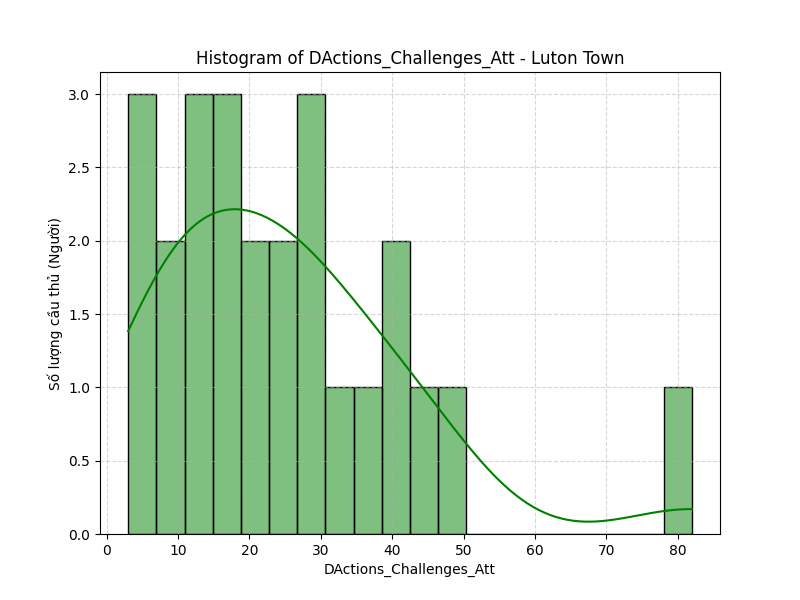 Histogram of DActions_Challenges_Att - Luton Town
Số lượng cầu thủ (Người)
3.0
2.5
2.0
1.5
1.0
0.5
0.0
0 10 20 30 40 50 60 70 80
DActions_Challenges_Att